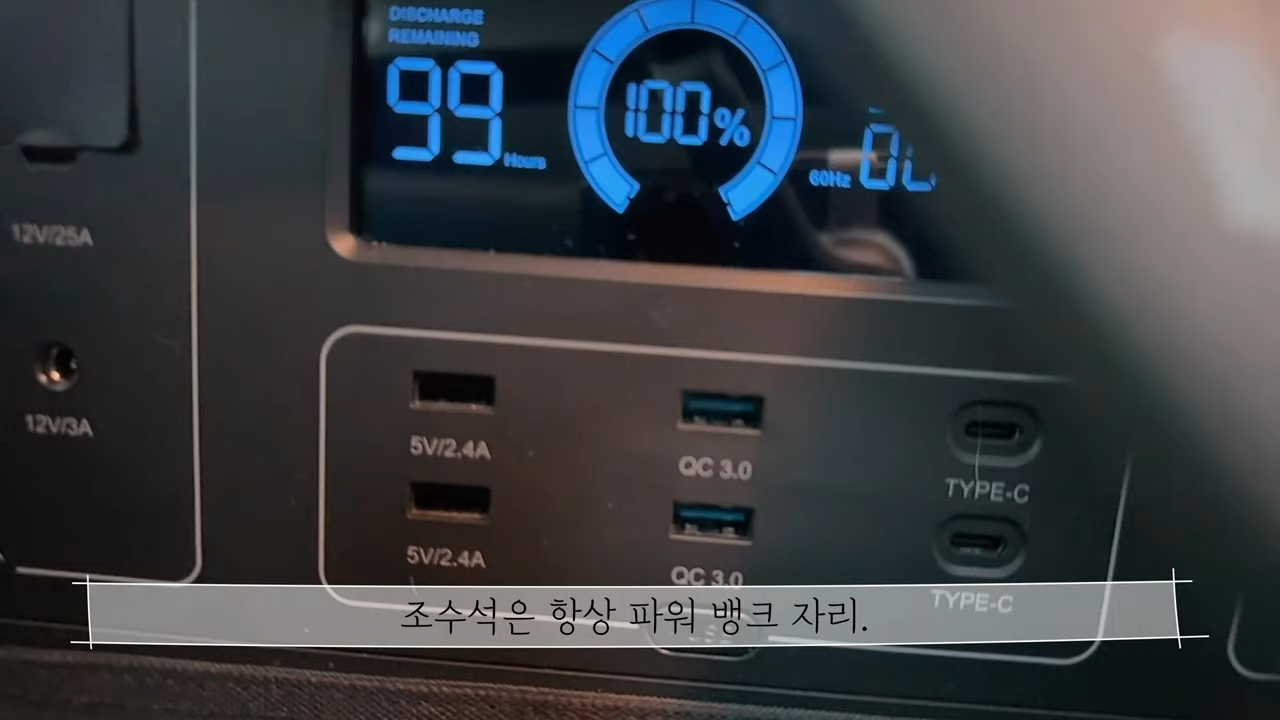 DISCHARGE
REMAINING
99 Hours
100%
60Hz
12V/25A
12V/3A
5V/2.4A
QC 3.0
TYPE-C
5V/2.4A
QC 3.0
TYPE-C
조수석은 항상 파워 뱅크 자리.